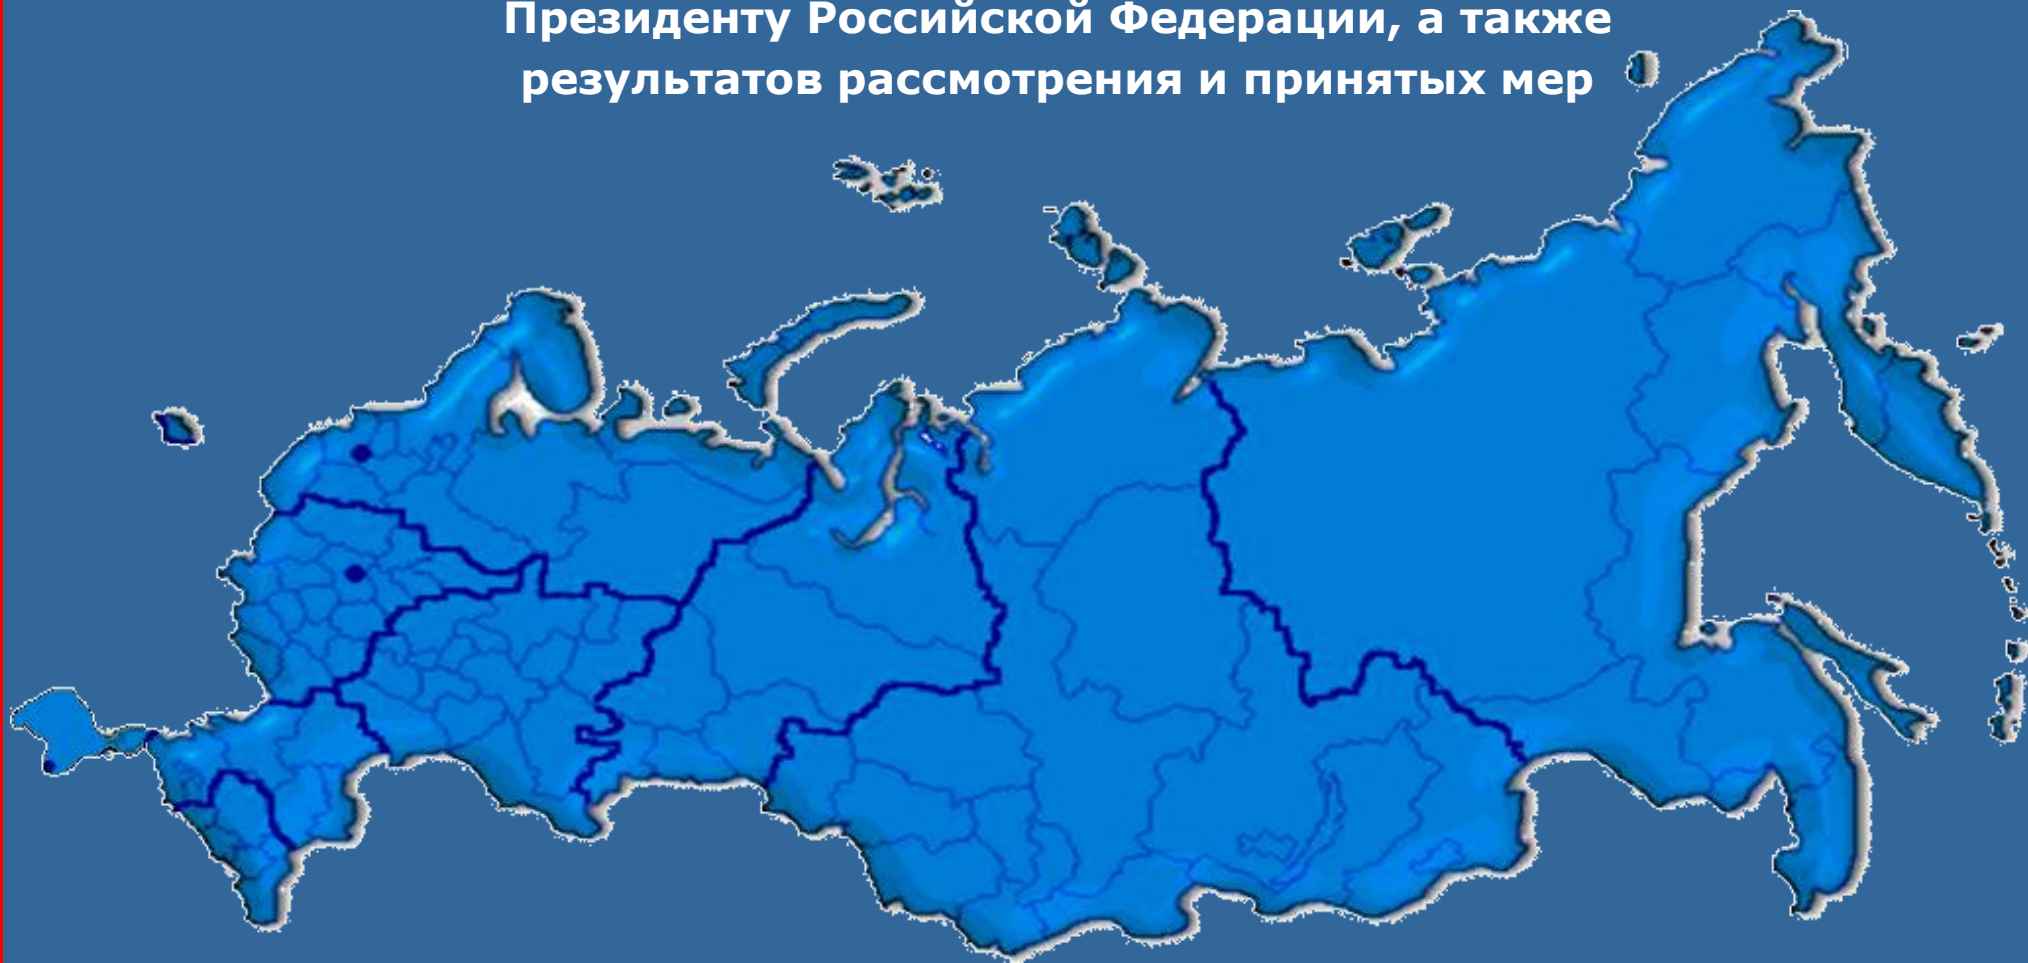 Президенту Российской Федерации, а также
результатов рассмотрения и принятых мер